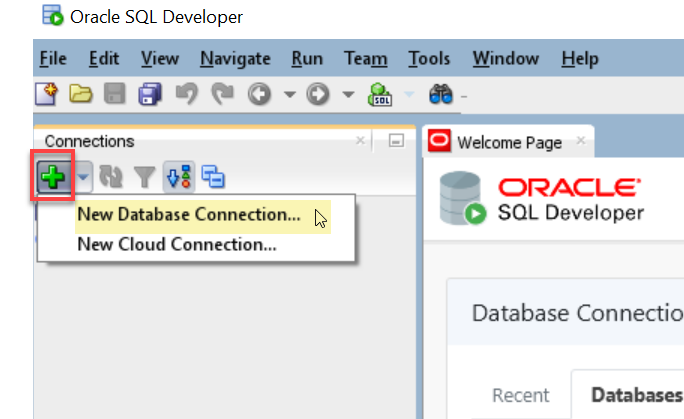 Oracle SQL Developer
File Edit View Navigate Run Team Tools Window Help
SQL
Connections
Welcome Page
New Database Connection...
New Cloud Connection...
ORACLE
SQL Developer
Database Connectio
Recent Databases